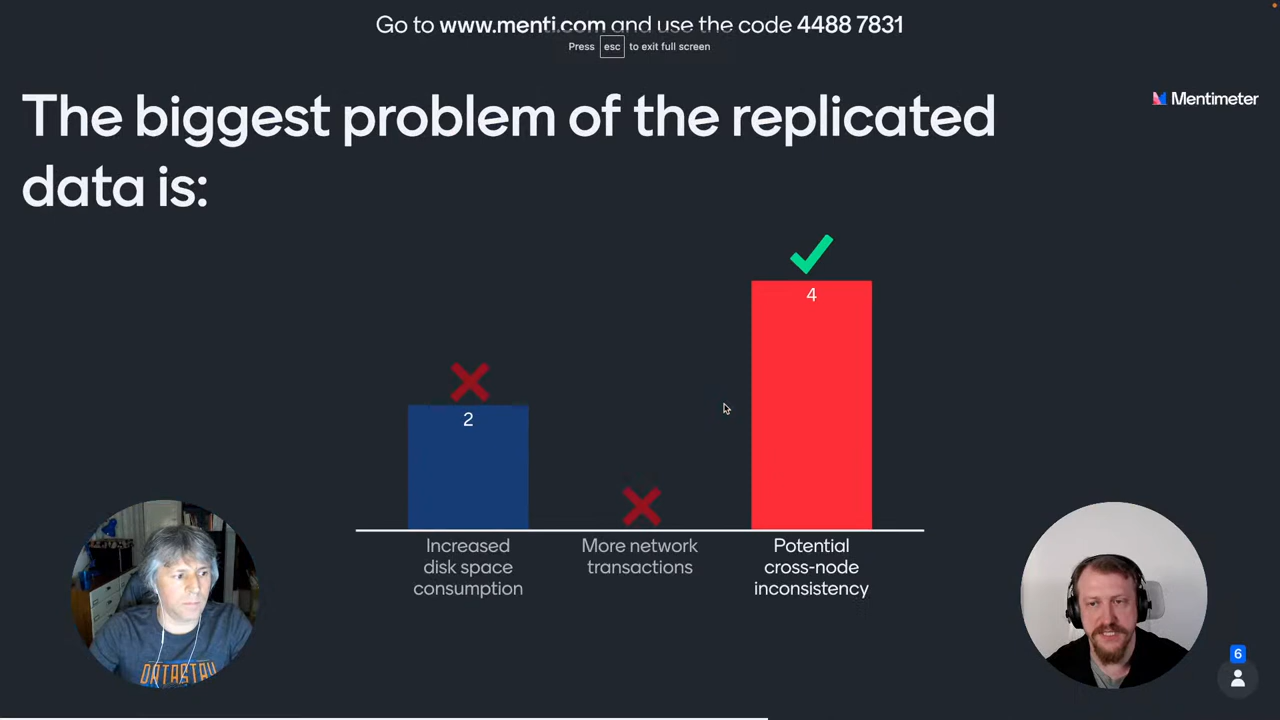 Go to www.menti.com and use the code 4488 7831
Press esc to exit full screen
Mentimeter
The biggest problem of the replicated
data is:
4
2
Increased
disk space
consumption
More network
transactions
Potential
cross-node
inconsistency
6